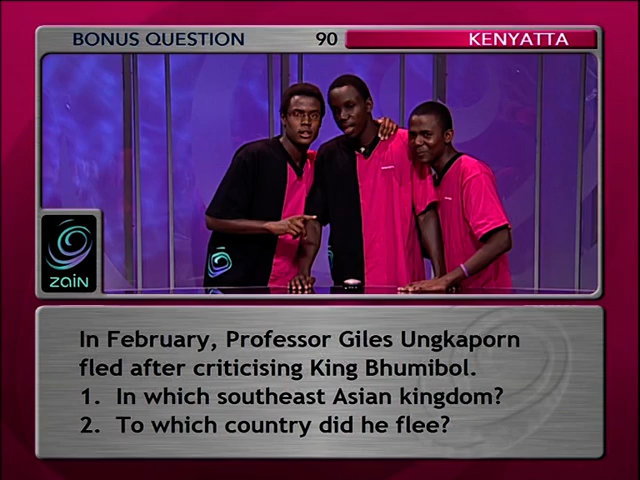 BONUS QUESTION 90 KENYATTA
zain
In February, Professor Giles Ungkaporn
fled after criticising King Bhumibol.
1. In which southeast Asian kingdom?
2. To which country did he flee?